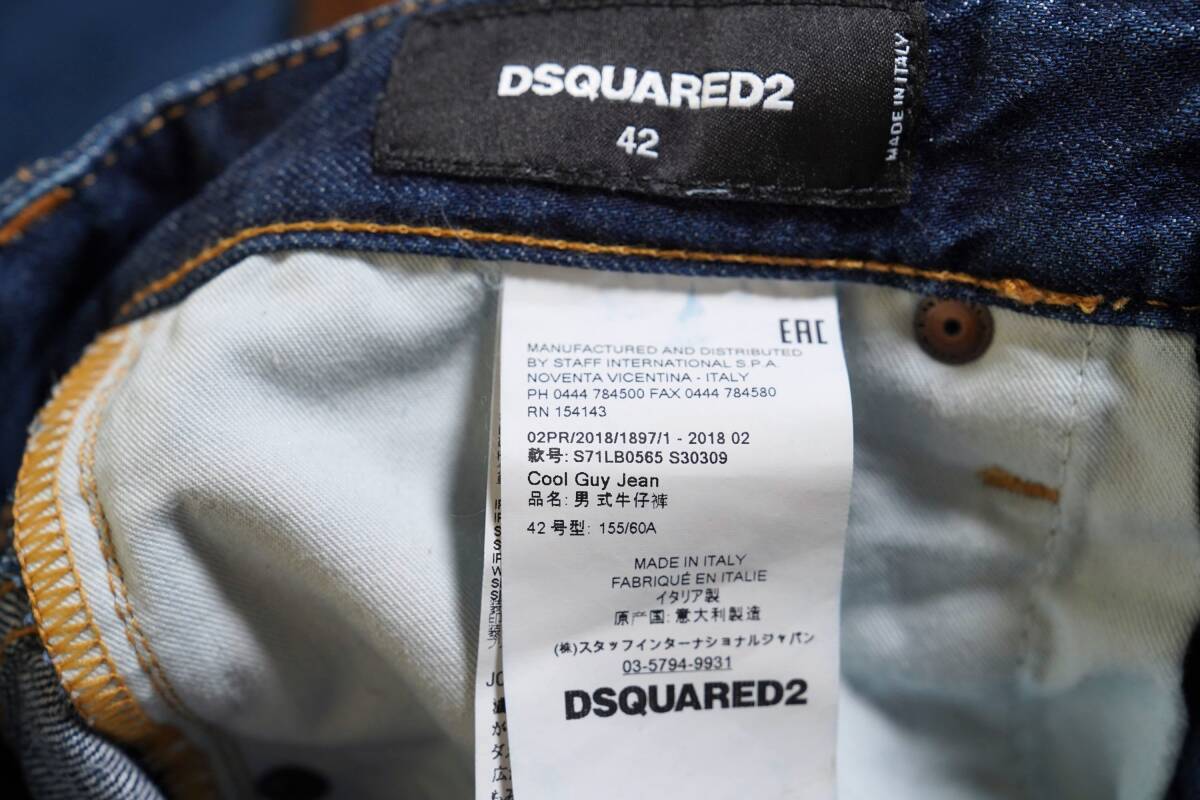 DSQUARED2
42
MADE IN ITALY
EAC
MANUFACTURED AND DISTRIBUTED
BY STAFF INTERNATIONAL S.P.A.
NOVENTA VICENTINA - ITALY
PH 0444 784500 FAX 0444 784580
RN 154143
02PR/2018/1897/1 - 2018 02
款号: S71LB0565 S30309
Cool Guy Jean
品名: 男 式牛仔裤
42 号型: 155/60A
MADE IN ITALY
FABRIQUÉ EN ITALIE
イタリア製
原产国: 意大利製造
(株)スタッフインターナショナルジャパン
03-5794-9931
DSQUARED2